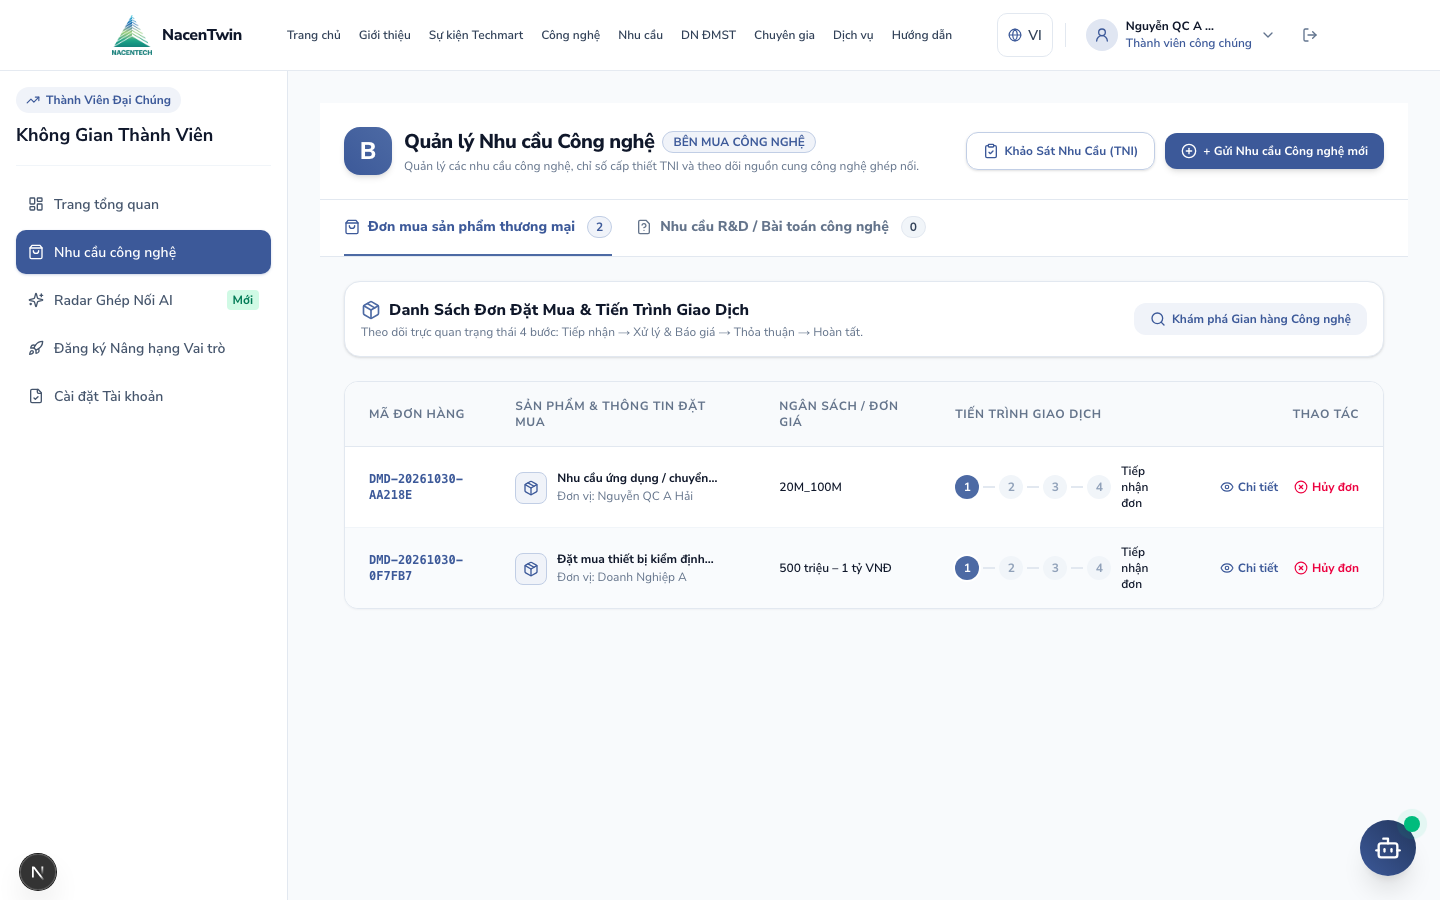 NACENTECH
NacenTwin
Trang chủ
Giới thiệu
Sự kiện Techmart
Công nghệ
Nhu cầu
DN ĐMST
Chuyên gia
Dịch vụ
Hướng dẫn
VI
Nguyễn QC A ...
Thành viên công chúng
Thành Viên Đại Chúng
Không Gian Thành Viên
Trang tổng quan
Nhu cầu công nghệ
Radar Ghép Nối AI
Mới
Đăng ký Nâng hạng Vai trò
Cài đặt Tài khoản
N
B
Quản lý Nhu cầu Công nghệ
BÊN MUA CÔNG NGHỆ
Quản lý các nhu cầu công nghệ, chỉ số cấp thiết TNI và theo dõi nguồn cung công nghệ ghép nối.
Khảo Sát Nhu Cầu (TNI)
+ Gửi Nhu cầu Công nghệ mới
Đơn mua sản phẩm thương mại 2
Nhu cầu R&D / Bài toán công nghệ 0
Danh Sách Đơn Đặt Mua & Tiến Trình Giao Dịch
Theo dõi trực quan trạng thái 4 bước: Tiếp nhận → Xử lý & Báo giá → Thỏa thuận → Hoàn tất.
Khám phá Gian hàng Công nghệ
MÃ ĐƠN HÀNG
SẢN PHẨM & THÔNG TIN ĐẶT
MUA
NGÂN SÁCH / ĐƠN
GIÁ
TIẾN TRÌNH GIAO DỊCH
THAO TÁC
DMD-20261030-
AA218E
Nhu cầu ứng dụng / chuyển...
Đơn vị: Nguyễn QC A Hải
20M_100M
1 2 3 4
Tiếp
nhận
đơn
Chi tiết
Hủy đơn
DMD-20261030-
0F7FB7
Đặt mua thiết bị kiểm định...
Đơn vị: Doanh Nghiệp A
500 triệu – 1 tỷ VNĐ
1 2 3 4
Tiếp
nhận
đơn
Chi tiết
Hủy đơn